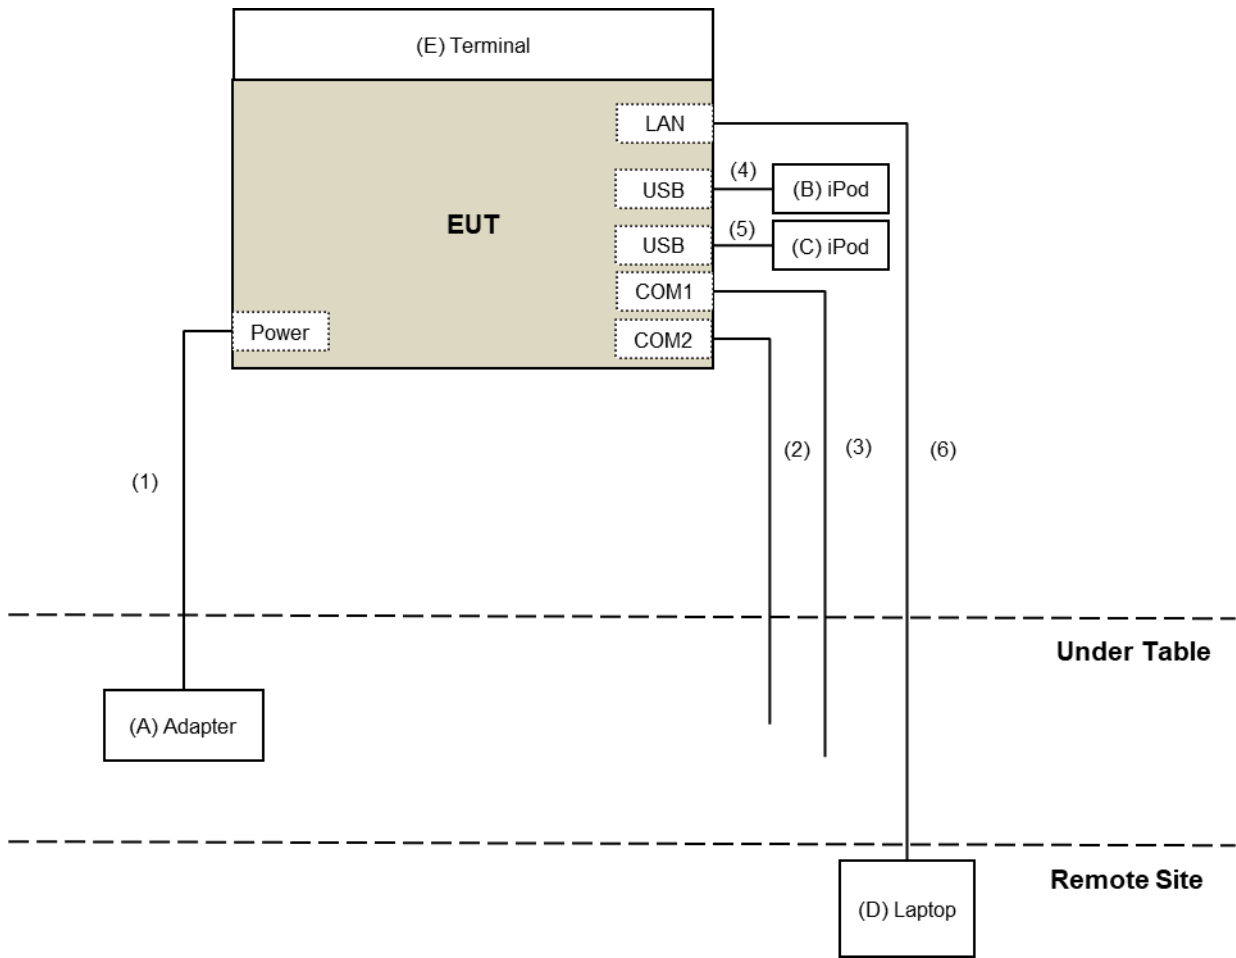 (E) Terminal
LAN
(4)
USB
(B) iPod
EUT
(5)
USB
(C) iPod
COM1
Power
COM2
(1)
(2)
(3)
(6)
Under Table
(A) Adapter
Remote Site
(D) Laptop